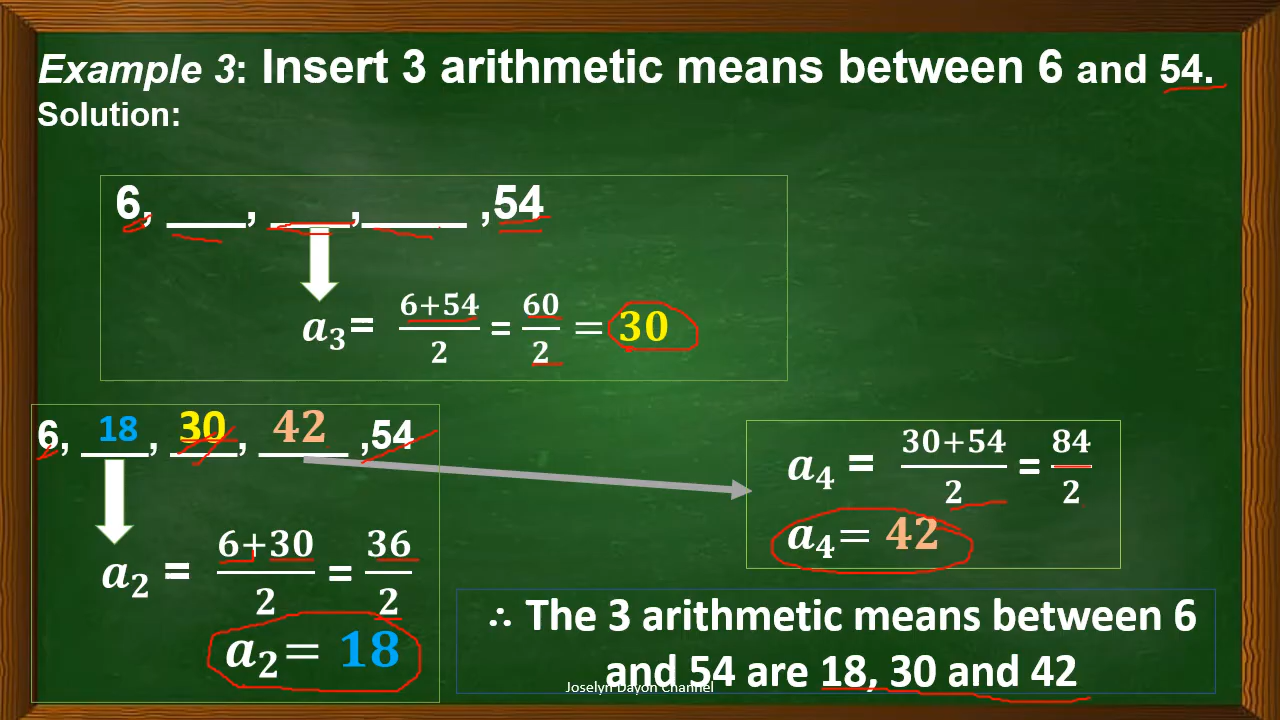 Example 3: Insert 3 arithmetic means between 6 and 54.
Solution:
6, ___, ___, ____ ,54
a₃= (6+54)/2 = 60/2 = 30
6, 18, 30, 42 ,54
a₂ = (6+30)/2 = 36/2
a₂= 18
a₄ = (30+54)/2 = 84/2
a₄= 42
∴ The 3 arithmetic means between 6
and 54 are 18, 30 and 42
Joselyn Dayon Channel